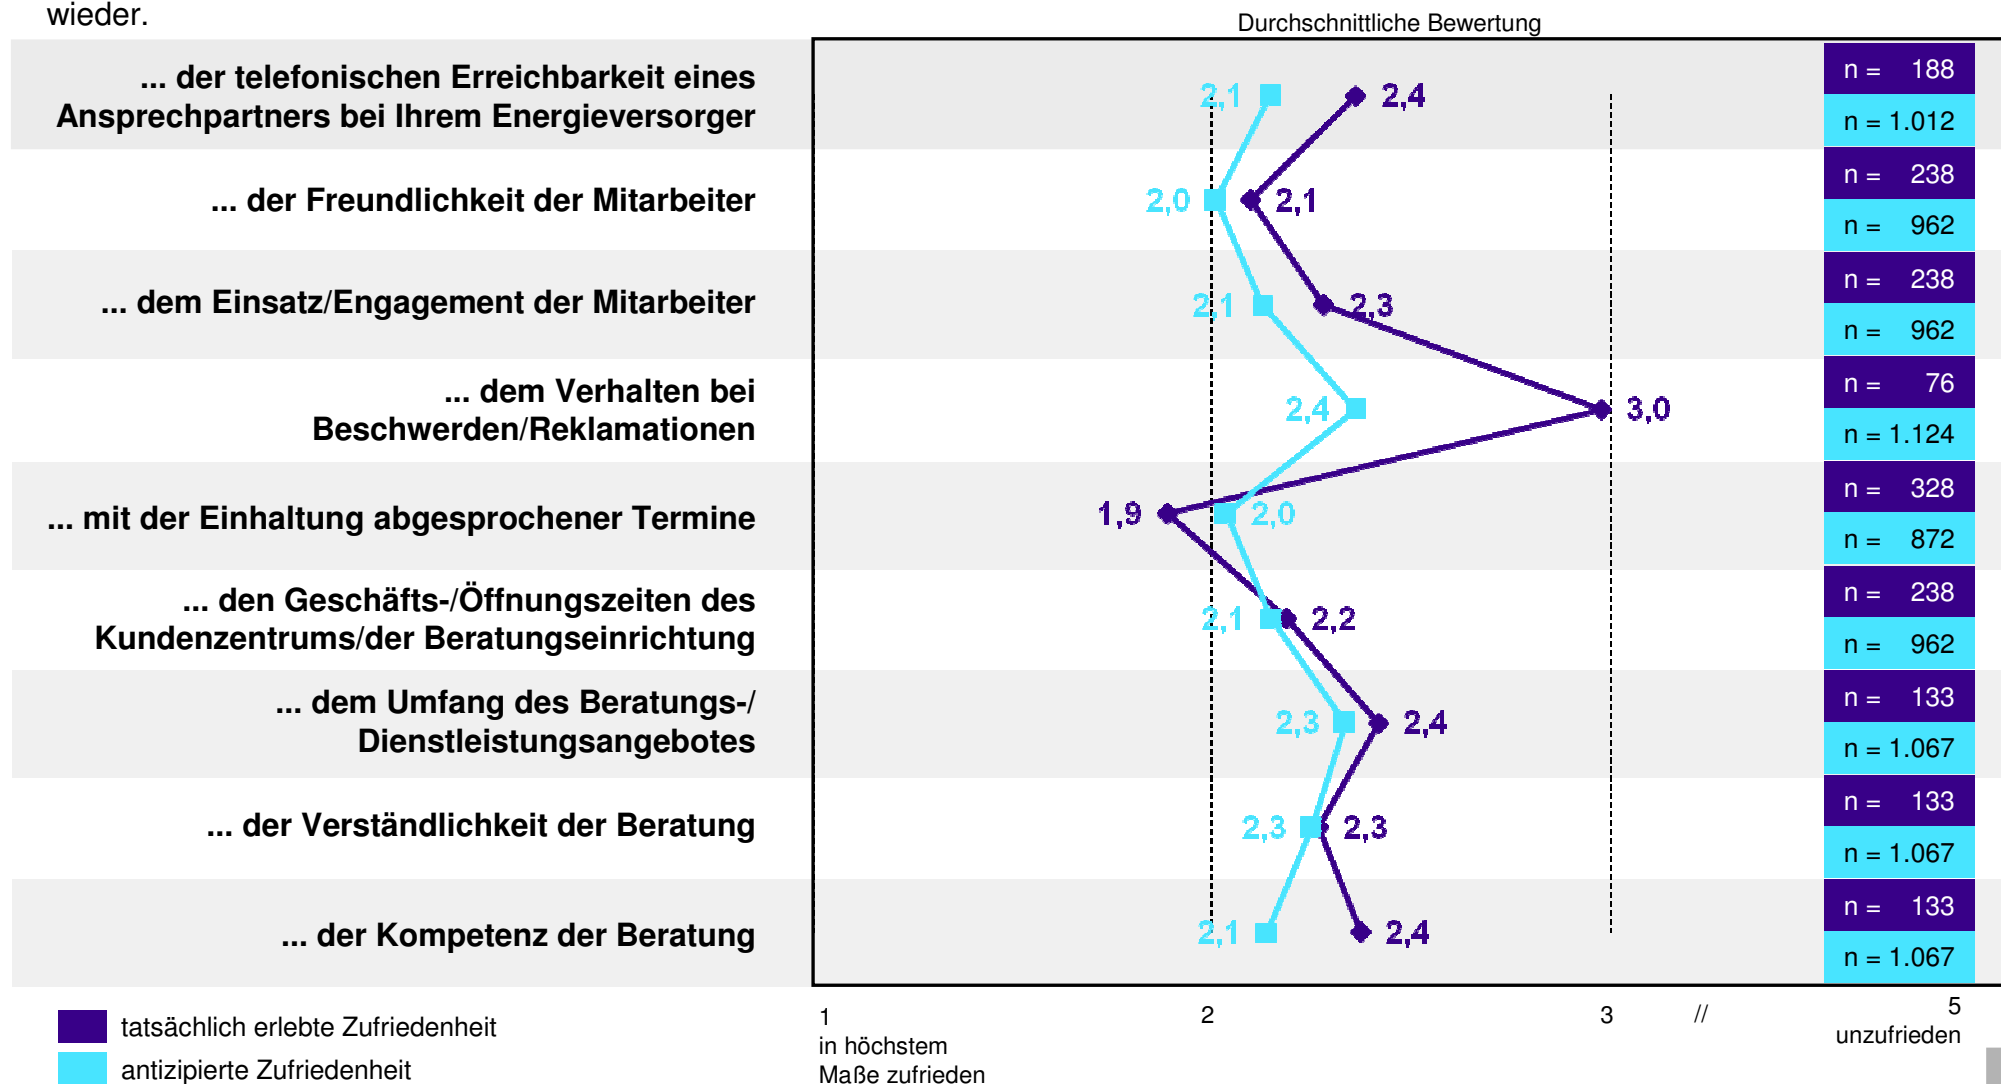 wieder.
Durchschnittliche Bewertung
... der telefonischen Erreichbarkeit eines
Ansprechpartners bei Ihrem Energieversorger
2,1
2,4
n = 188
n = 1.012
... der Freundlichkeit der Mitarbeiter
2,0
2,1
n = 238
n = 962
... dem Einsatz/Engagement der Mitarbeiter
2,1
2,3
n = 238
n = 962
... dem Verhalten bei
Beschwerden/Reklamationen
2,4
3,0
n = 76
n = 1.124
... mit der Einhaltung abgesprochener Termine
1,9
2,0
n = 328
n = 872
... den Geschäfts-/Öffnungszeiten des
Kundenzentrums/der Beratungseinrichtung
2,1
2,2
n = 238
n = 962
... dem Umfang des Beratungs-/
Dienstleistungsangebotes
2,3
2,4
n = 133
n = 1.067
... der Verständlichkeit der Beratung
2,3
2,3
n = 133
n = 1.067
... der Kompetenz der Beratung
2,1
2,4
n = 133
n = 1.067
tatsächlich erlebte Zufriedenheit
antizipierte Zufriedenheit
1
in höchstem
Maße zufrieden
2
3
//
5
unzufrieden